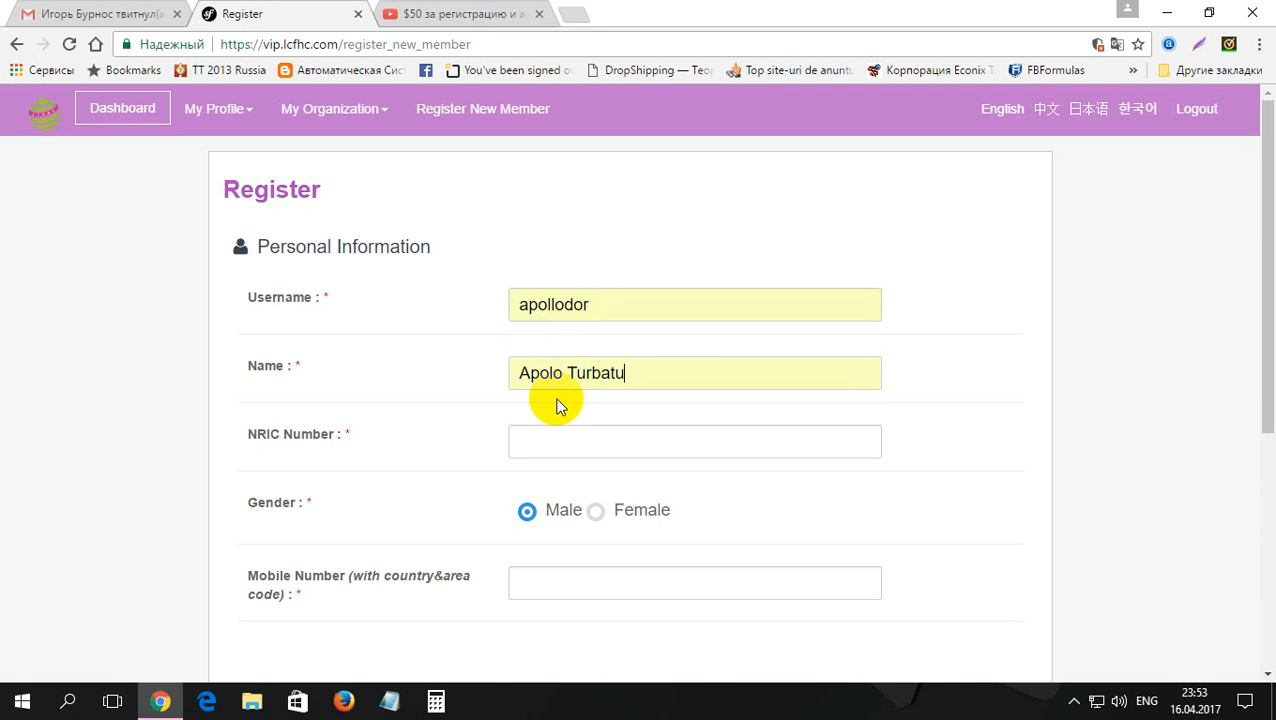 Игорь Бурнос твитнул(а
Register
$50 за регистрацию и а
Надежный https://vip.lcfhc.com/register_new_member
Сервисы Bookmarks TT 2013 Russia Автоматическая Сист You've been signed o DropShipping — Теор Top site-uri de anuntu Корпорация Econix T FBFormulas » Другие закладки
Dashboard My Profile My Organization Register New Member English 中文 日本语 한국어 Logout
Register
Personal Information
Username : * apollodor
Name : * Apolo Turbatu
NRIC Number : *
Gender : * Male Female
Mobile Number (with country&area
code) : *
ENG
23:53
16.04.2017